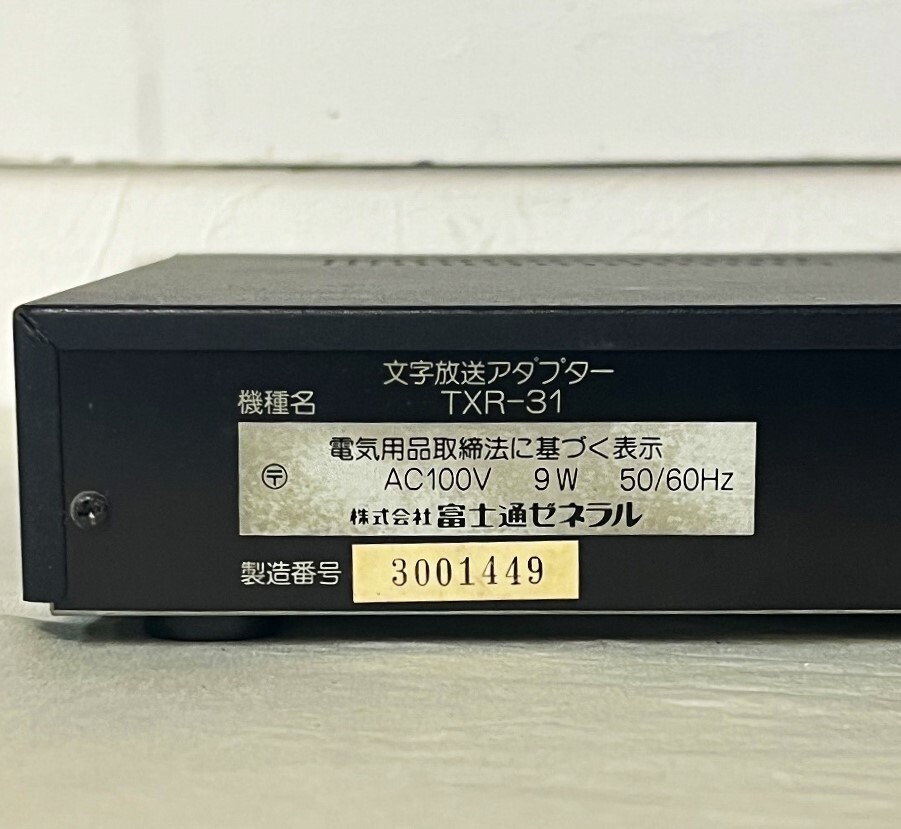 文字放送アダプター
機種名 TXR-31
電気用品取締法に基づく表示
〶 AC100V 9W 50/60Hz
株式会社 富士通ゼネラル
製造番号 3001449